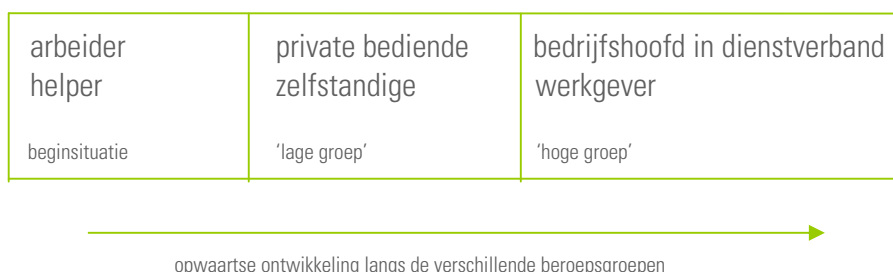 arbeider
helper
beginsituatie
private bediende
zelfstandige
‘lage groep’
bedrijfshoofd in dienstverband
werkgever
‘hoge groep’
opwaartse ontwikkeling langs de verschillende beroepsgroepen